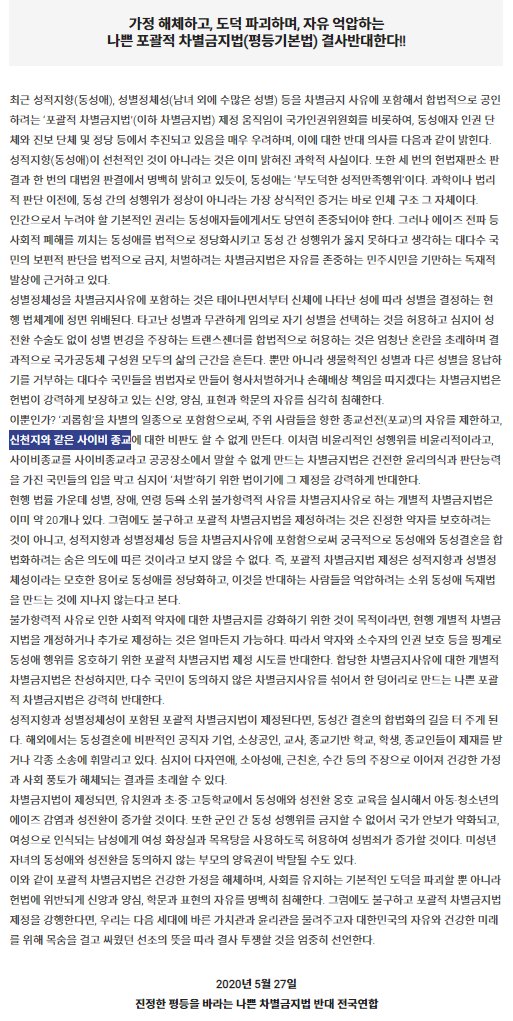 가정 해체하고, 도덕 파괴하며, 자유 억압하는
나쁜 포괄적 차별금지법(평등기본법) 결사반대한다!!
최근 성적지향(동성애), 성별정체성(남녀 외에 수많은 성별) 등을 차별금지 사유에 포함해서 합법적으로 공인
하려는 ‘포괄적 차별금지법’(이하 차별금지법) 제정 움직임이 국가인권위원회를 비롯하여, 동성애자 인권 단
체와 진보 단체 및 정당 등에서 추진되고 있음을 매우 우려하며, 이에 대한 반대 의사를 다음과 같이 밝힌다.
성적지향(동성애)이 선천적인 것이 아니라는 것은 이미 밝혀진 과학적 사실이다. 또한 세 번의 헌법재판소 판
결과 한 번의 대법원 판결에서 명백히 밝히고 있듯이, 동성애는 ‘부도덕한 성적만족행위’이다. 과학이나 법리
적 판단 이전에, 동성 간의 성행위가 정상이 아니라는 가장 상식적인 증거는 바로 인체 구조 그 자체이다.
인간으로서 누려야 할 기본적인 권리는 동성애자들에게서도 당연히 존중되어야 한다. 그러나 에이즈 전파 등
사회적 폐해를 끼치는 동성애를 법적으로 정당화시키고 동성 간 성행위가 옳지 못하다고 생각하는 대다수 국
민의 보편적 판단을 법적으로 금지, 처벌하려는 차별금지법은 자유를 존중하는 민주시민을 기만하는 독재적
발상에 근거하고 있다.
성별정체성을 차별금지사유에 포함하는 것은 태어나면서부터 신체에 나타난 성에 따라 성별을 결정하는 현
행 법체계에 정면 위배된다. 타고난 성별과 무관하게 임의로 자기 성별을 선택하는 것을 허용하고 심지어 성
전환 수술도 없이 성별 변경을 주장하는 트랜스젠더를 합법적으로 허용하는 것은 엄청난 혼란을 초래하며 결
과적으로 국가공동체 구성원 모두의 삶의 근간을 흔든다. 뿐만 아니라 생물학적인 성별과 다른 성별을 용납하
기를 거부하는 대다수 국민들을 범법자로 만들어 형사처벌하거나 손해배상 책임을 따지겠다는 차별금지법은
헌법이 강력하게 보장하고 있는 신앙, 양심, 표현과 학문의 자유를 심각히 침해한다.
이뿐인가? ‘괴롭힘’을 차별의 일종으로 포함함으로써, 주위 사람들을 향한 종교선전(포교)의 자유를 제한하고,
신천지와 같은 사이비 종교에 대한 비판도 할 수 없게 만든다. 이처럼 비윤리적인 성행위를 비윤리적이라고,
사이비종교를 사이비종교라고 공공장소에서 말할 수 없게 만드는 차별금지법은 건전한 윤리의식과 판단능력
을 가진 국민들의 입을 막고 심지어 ‘처벌’하기 위한 법이기에 그 제정을 강력하게 반대한다.
현행 법률 가운데 성별, 장애, 연령 등의 소위 불가항력적 사유를 차별금지사유로 하는 개별적 차별금지법은
이미 약 20개나 있다. 그럼에도 불구하고 포괄적 차별금지법을 제정하려는 것은 진정한 약자를 보호하려는
것이 아니고, 성적지향과 성별정체성 등을 차별금지사유에 포함함으로써 궁극적으로 동성애와 동성결혼을 합
법화하려는 숨은 의도에 따른 것이라고 보지 않을 수 없다. 즉, 포괄적 차별금지법 제정은 성적지향과 성별정
체성이라는 모호한 용어로 동성애를 정당화하고, 이것을 반대하는 사람들을 억압하려는 소위 동성애 독재법
을 만드는 것에 지나지 않는다고 본다.
불가항력적 사유로 인한 사회적 약자에 대한 차별금지를 강화하기 위한 것이 목적이라면, 현행 개별적 차별금
지법을 개정하거나 추가로 제정하는 것은 얼마든지 가능하다. 따라서 약자와 소수자의 인권 보호 등을 핑계로
동성애 행위를 옹호하기 위한 포괄적 차별금지법 제정 시도를 반대한다. 합당한 차별금지사유에 대한 개별적
차별금지법은 찬성하지만, 다수 국민이 동의하지 않은 차별금지사유를 섞어서 한 덩어리로 만드는 나쁜 포괄
적 차별금지법은 강력히 반대한다.
성적지향과 성별정체성이 포함된 포괄적 차별금지법이 제정된다면, 동성간 결혼의 합법화의 길을 터 주게 된
다. 해외에서는 동성결혼에 비판적인 공직자 기업, 소상공인, 교사, 종교기반 학교, 학생, 종교인들이 제재를 받
거나 각종 소송에 휘말리고 있다. 심지어 다자연애, 소아성애, 근친혼, 수간 등의 주장으로 이어져 건강한 가정
과 사회 풍토가 해체되는 결과를 초래할 수 있다.
차별금지법이 제정되면, 유치원과 초·중·고등학교에서 동성애와 성전환 옹호 교육을 실시해서 아동·청소년의
에이즈 감염과 성전환이 증가할 것이다. 또한 군인 간 동성 성행위를 금지할 수 없어서 국가 안보가 약화되고,
여성으로 인식되는 남성에게 여성 화장실과 목욕탕을 사용하도록 허용하여 성범죄가 증가할 것이다. 미성년
자녀의 동성애와 성전환을 동의하지 않는 부모의 양육권이 박탈될 수도 있다.
이와 같이 포괄적 차별금지법은 건강한 가정을 해체하며, 사회를 유지하는 기본적인 도덕을 파괴할 뿐 아니라
헌법에 위반되게 신앙과 양심, 학문과 표현의 자유를 명백히 침해한다. 그럼에도 불구하고 포괄적 차별금지법
제정을 강행한다면, 우리는 다음 세대에 바른 가치관과 윤리관을 물려주고자 대한민국의 자유와 건강한 미래
를 위해 목숨을 걸고 싸웠던 선조의 뜻을 따라 결사 투쟁할 것을 엄중히 선언한다.
2020년 5월 27일
진정한 평등을 바라는 나쁜 차별금지법 반대 전국연합